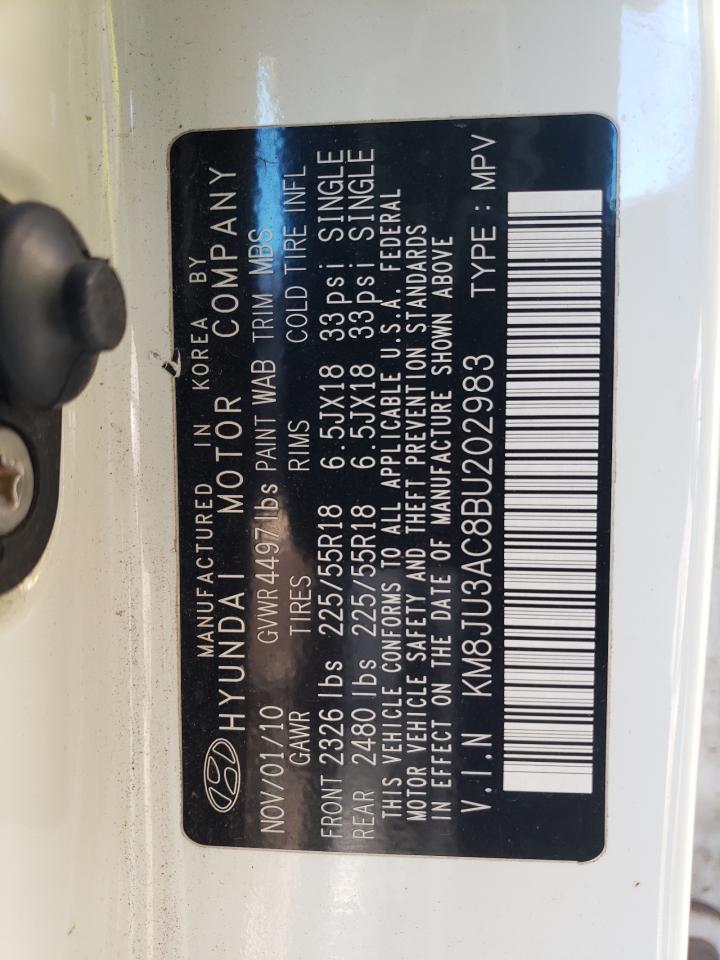 MANUFACTURED IN KOREA BY
HYUNDAI MOTOR COMPANY
NOV/01/10 GVWR 4497lbs PAINT WAB TRIM MBS
GAWR TIRES RIMS COLD TIRE INFL
FRONT 2326 lbs 225/55R18 6.5JX18 33psi SINGLE
REAR 2480 lbs 225/55R18 6.5JX18 33psi SINGLE
THIS VEHICLE CONFORMS TO ALL APPLICABLE U.S.A. FEDERAL
MOTOR VEHICLE SAFETY AND THEFT PREVENTION STANDARDS
IN EFFECT ON THE DATE OF MANUFACTURE SHOWN ABOVE
V.I.N KM8JU3AC8BU202983 TYPE : MPV